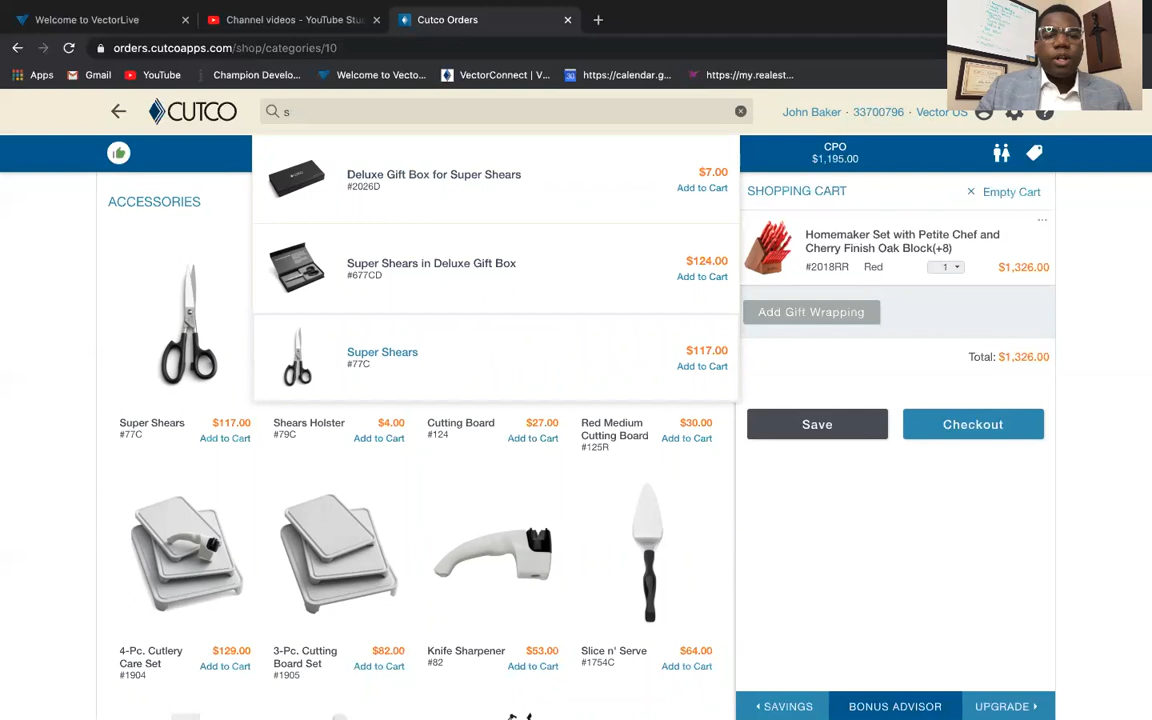 Welcome to VectorLive
Channel videos - YouTube Stu
Cutco Orders
orders.cutcoapps.com/shop/categories/10
Apps
Gmail
YouTube
Champion Develo...
Welcome to Vecto...
VectorConnect | V...
https://calendar.g...
https://my.realest...
CUTCO
s
John Baker · 33700796 · Vector US
CPO
$1,195.00
ACCESSORIES
Deluxe Gift Box for Super Shears
#2026D
$7.00
Add to Cart
Super Shears in Deluxe Gift Box
#677CD
$124.00
Add to Cart
Super Shears
#77C
$117.00
Add to Cart
SHOPPING CART
× Empty Cart
...
Homemaker Set with Petite Chef and
Cherry Finish Oak Block(+8)
#2018RR Red 1 $1,326.00
Add Gift Wrapping
Total: $1,326.00
Save
Checkout
Super Shears $117.00
#77C Add to Cart
Shears Holster $4.00
#79C Add to Cart
Cutting Board $27.00
#124 Add to Cart
Red Medium $30.00
Cutting Board Add to Cart
#125R
4-Pc. Cutlery $129.00
Care Set Add to Cart
#1904
3-Pc. Cutting $82.00
Board Set Add to Cart
#1905
Knife Sharpener $53.00
#82 Add to Cart
Slice n' Serve $64.00
#1754C Add to Cart
SAVINGS
BONUS ADVISOR
UPGRADE